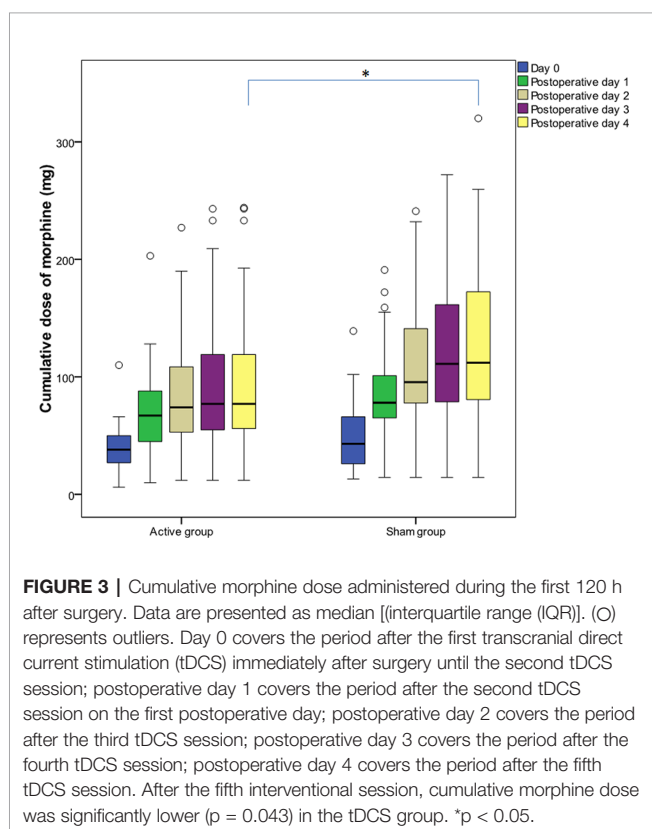 *
Day 0
Postoperative day 1
Postoperative day 2
Postoperative day 3
Postoperative day 4
Cumulative dose of morphine (mg)
300
200
100
0
Active group
Sham group
FIGURE 3 | Cumulative morphine dose administered during the first 120 h
after surgery. Data are presented as median [(interquartile range (IQR)]. (○)
represents outliers. Day 0 covers the period after the first transcranial direct
current stimulation (tDCS) immediately after surgery until the second tDCS
session; postoperative day 1 covers the period after the second tDCS
session on the first postoperative day; postoperative day 2 covers the period
after the third tDCS session; postoperative day 3 covers the period after the
fourth tDCS session; postoperative day 4 covers the period after the fifth
tDCS session. After the fifth interventional session, cumulative morphine dose
was significantly lower (p = 0.043) in the tDCS group. *p < 0.05.